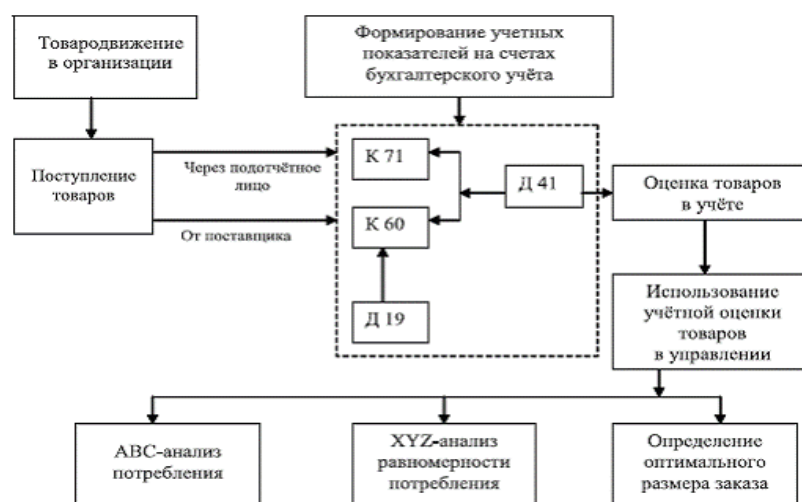 Товародвижение
в организации
Формирование учетных
показателей на счетах
бухгалтерского учёта
Поступление
товаров
Через подотчётное
лицо
От поставщика
К 71
Д 41
К 60
Д 19
Оценка товаров
в учёте
Использование
учётной оценки
товаров
в управлении
АВС-анализ
потребления
XYZ-анализ
равномерности
потребления
Определение
оптимального
размера заказа